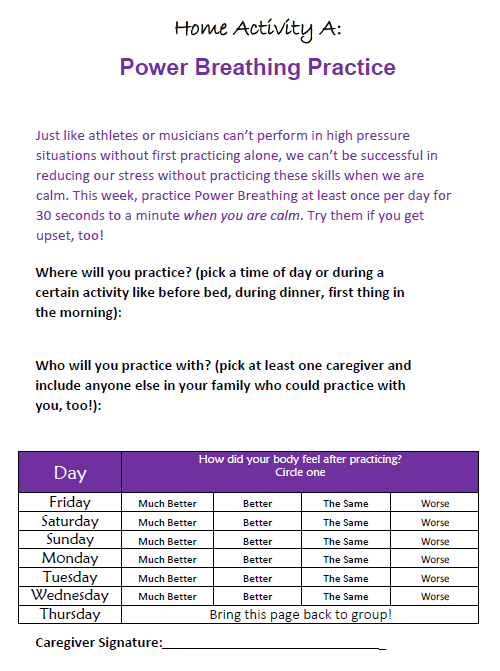 Home Activity A:
Power Breathing Practice
Just like athletes or musicians can't perform in high pressure
situations without first practicing alone, we can't be successful in
reducing our stress without practicing these skills when we are
calm. This week, practice Power Breathing at least once per day for
30 seconds to a minute when you are calm. Try them if you get
upset, too!
Where will you practice? (pick a time of day or during a
certain activity like before bed, during dinner, first thing in
the morning):
Who will you practice with? (pick at least one caregiver and
include anyone else in your family who could practice with
you, too!):
Day How did your body feel after practicing?
Circle one
Friday Much Better Better The Same Worse
Saturday Much Better Better The Same Worse
Sunday Much Better Better The Same Worse
Monday Much Better Better The Same Worse
Tuesday Much Better Better The Same Worse
Wednesday Much Better Better The Same Worse
Thursday Bring this page back to group!
Caregiver Signature: